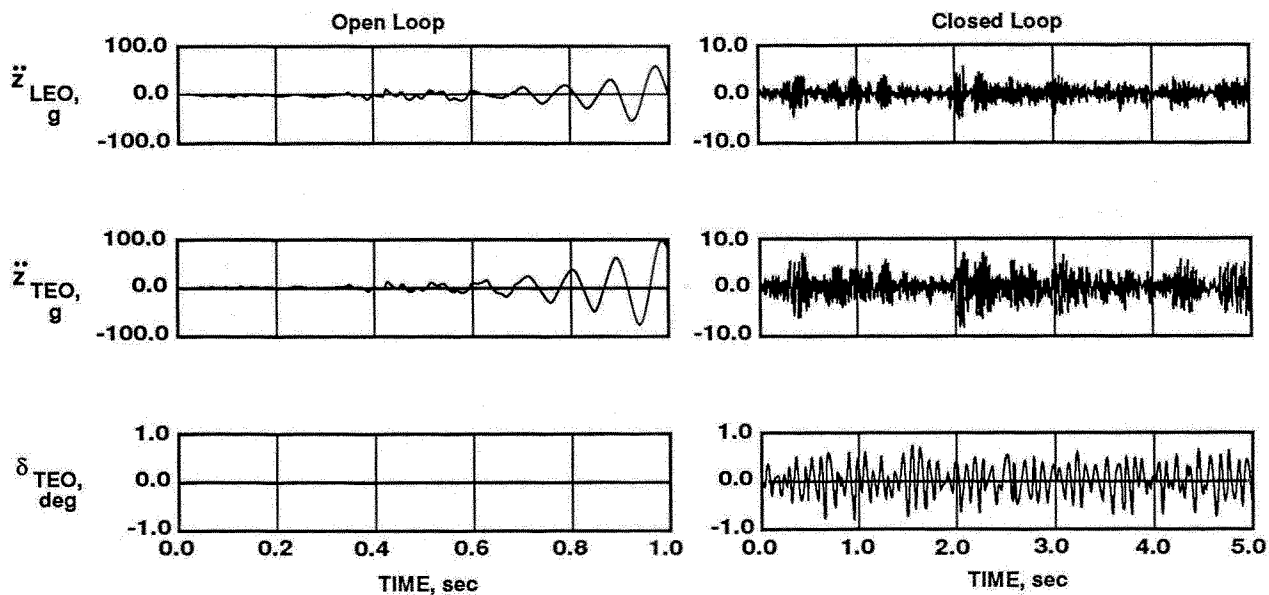 Open Loop
Closed Loop
z̈ LEO,
g
100.0
0.0
-100.0
10.0
0.0
-10.0
z̈ TEO,
g
100.0
0.0
-100.0
10.0
0.0
-10.0
δ TEO,
deg
1.0
0.0
-1.0
1.0
0.0
-1.0
0.0 0.2 0.4 0.6 0.8 1.0
0.0 1.0 2.0 3.0 4.0 5.0
TIME, sec
TIME, sec